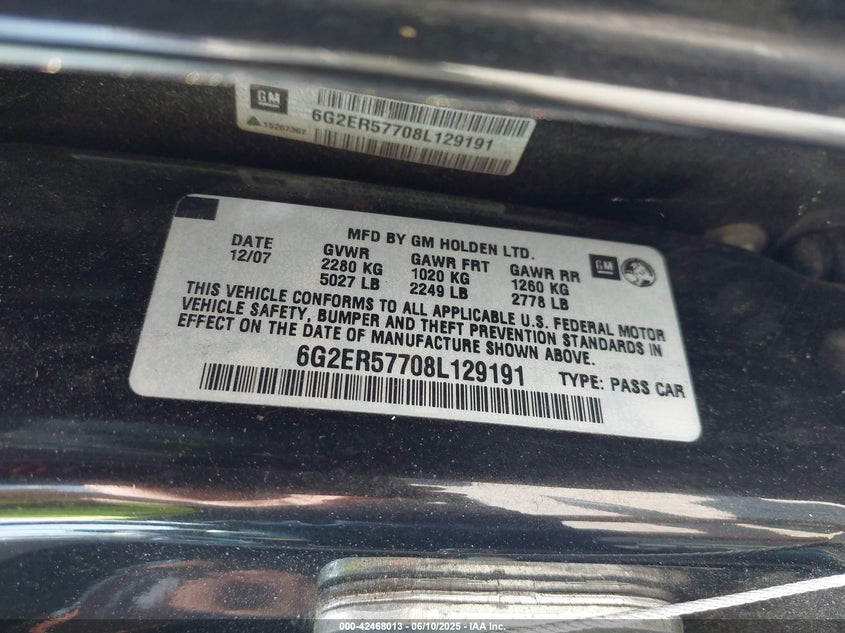 GM
15267367
6G2ER57708L129191
MFD BY GM HOLDEN LTD.
DATE
12/07
GVWR
2280 KG
5027 LB
GAWR FRT
1020 KG
2249 LB
GAWR RR
1260 KG
2778 LB
GM
THIS VEHICLE CONFORMS TO ALL APPLICABLE U.S. FEDERAL MOTOR
VEHICLE SAFETY, BUMPER AND THEFT PREVENTION STANDARDS IN
EFFECT ON THE DATE OF MANUFACTURE SHOWN ABOVE.
6G2ER57708L129191
TYPE: PASS CAR
000-42468013 - 06/10/2025 - IAA Inc.